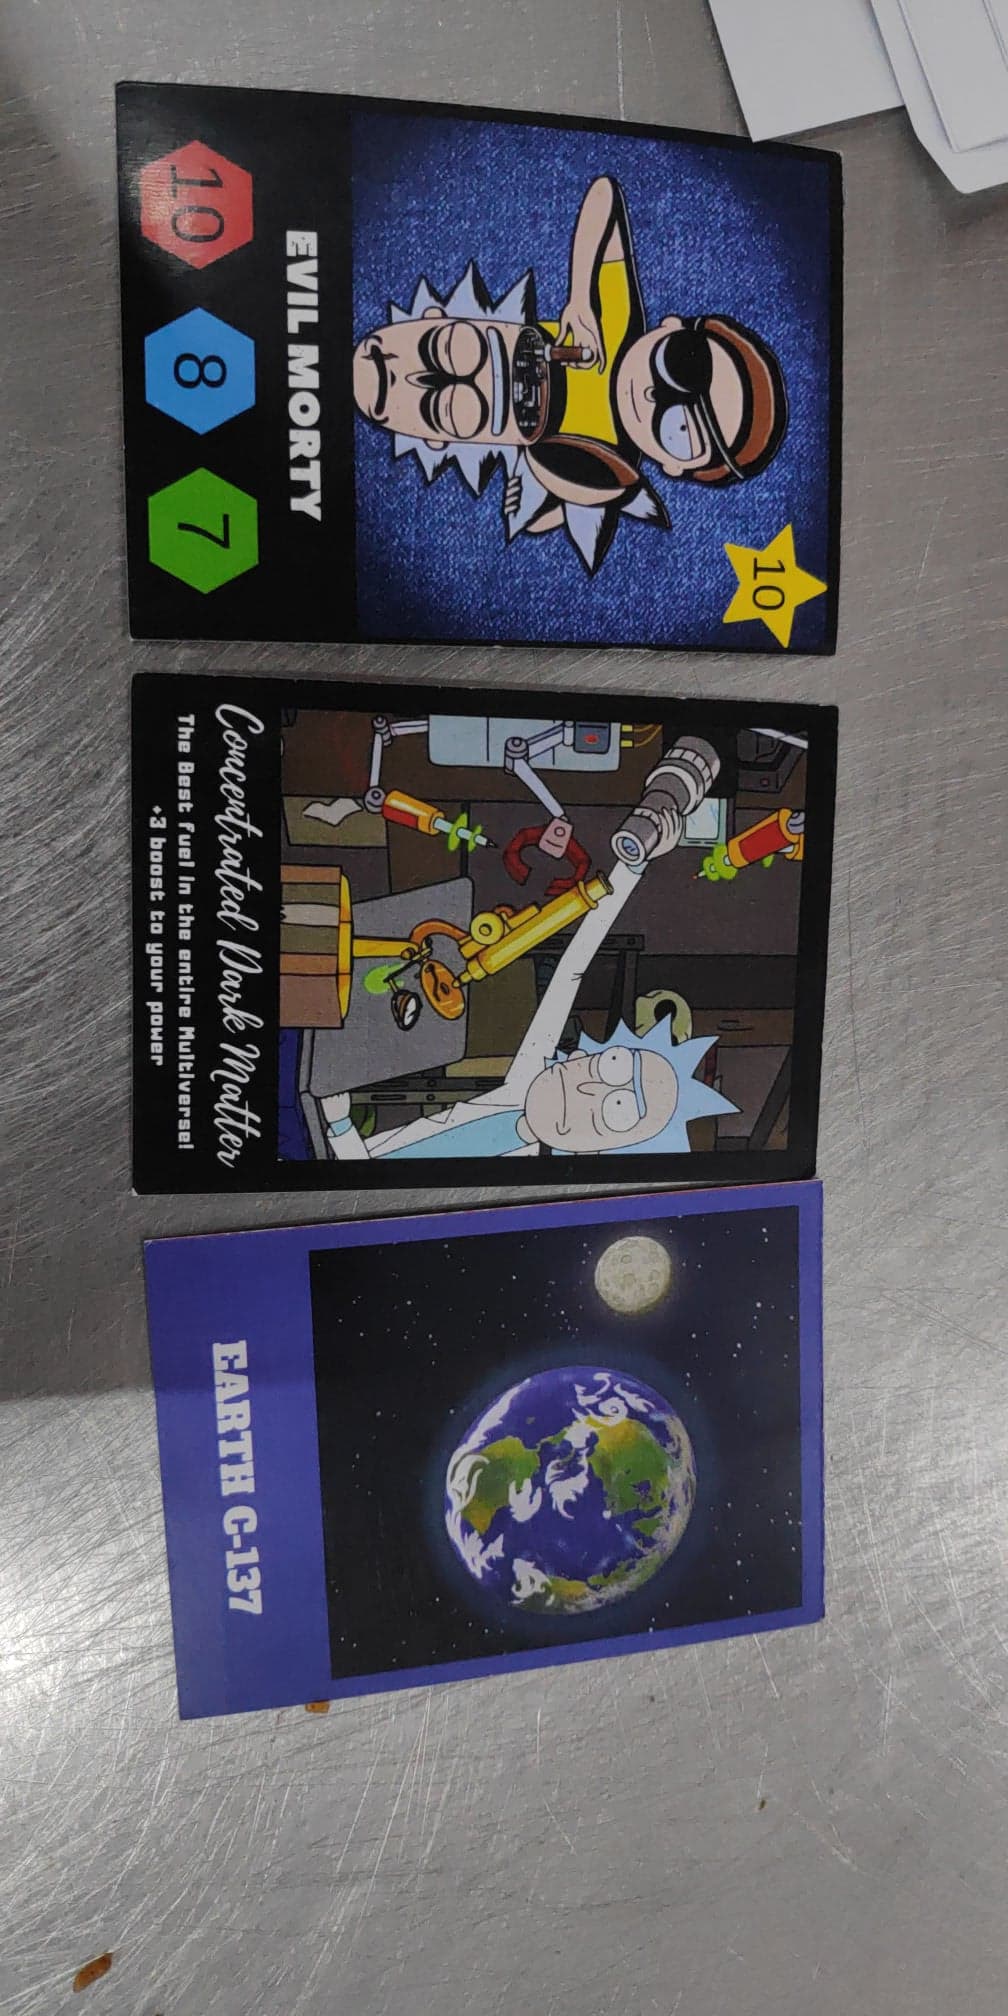 10
EVIL MORTY
10 8 7
Concentrated Dark Matter
The Best fuel in the entire Multiverse!
+3 boost to your power
EARTH C-137